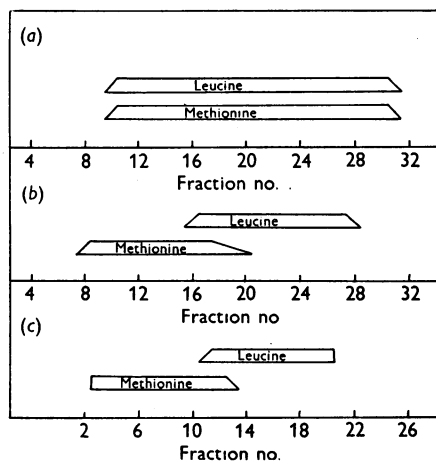 (a)
Leucine
Methionine
4 8 12 16 20 24 28 32
Fraction no..
(b)
Leucine
Methionine
4 8 12 16 20 24 28 32
Fraction no
(c)
Leucine
Methionine
2 6 10 14 18 22 26
Fraction no.